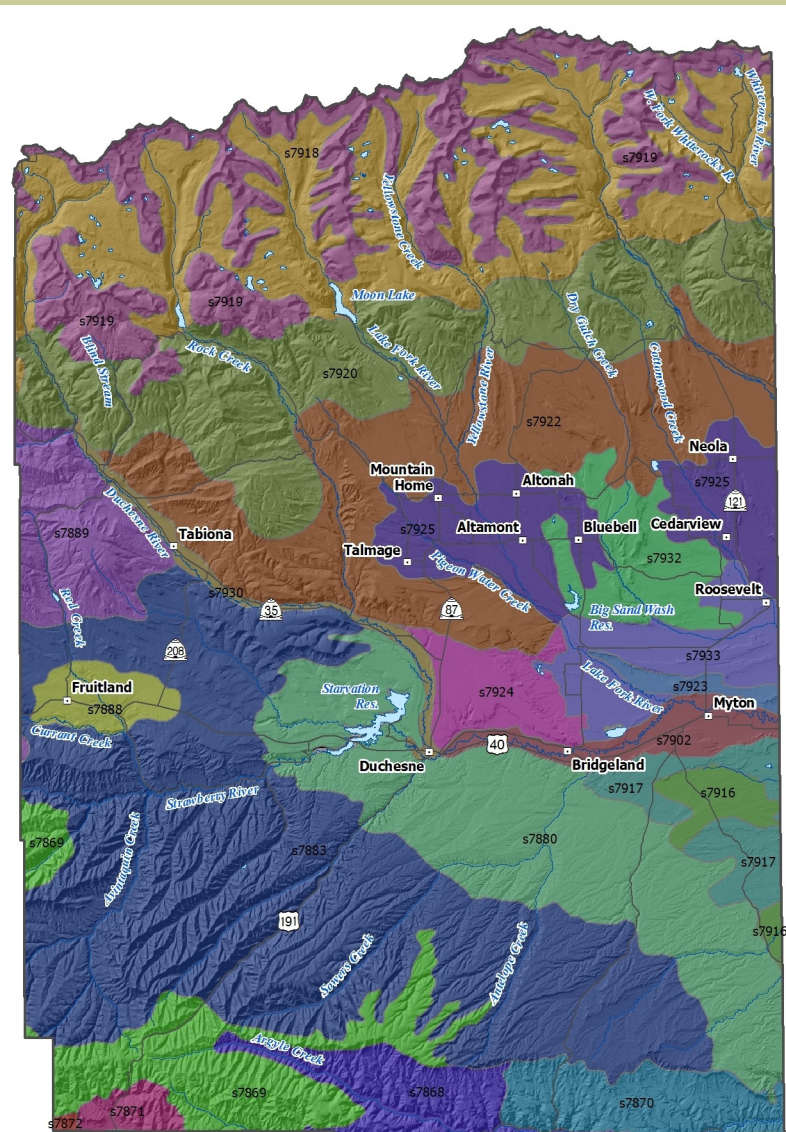 Whiterocks River
W. Fork Whiterocks R.
s7918
s7919
Yellowstone Creek
Moon Lake
s7919
s7919
Blind Stream
Rock Creek
Lake Fork River
Dry Gulch Creek
Cottonwood Creek
s7920
Yellowstone River
s7922
Neola
Mountain
Home
Altonah
s7925
121
Duchesne River
s7889
Tabiona
s7925
Altamont
Bluebell
Cedarview
Talmage
s7932
Pigeon Water Creek
Red Creek
s7930
35
87
Roosevelt
Big Sand Wash
Res.
208
s7933
Fruitland
s7888
Starvation
Res.
s7924
Lake Fork River
s7923
Myton
Currant Creek
40
s7902
Duchesne
Bridgeland
s7917
s7916
Strawberry River
s7869
Avintaquin Creek
s7883
s7880
s7917
191
s7916
Sowers Creek
Antelope Creek
Argyle Creek
s7869
s7868
s7870
s7871
s7872